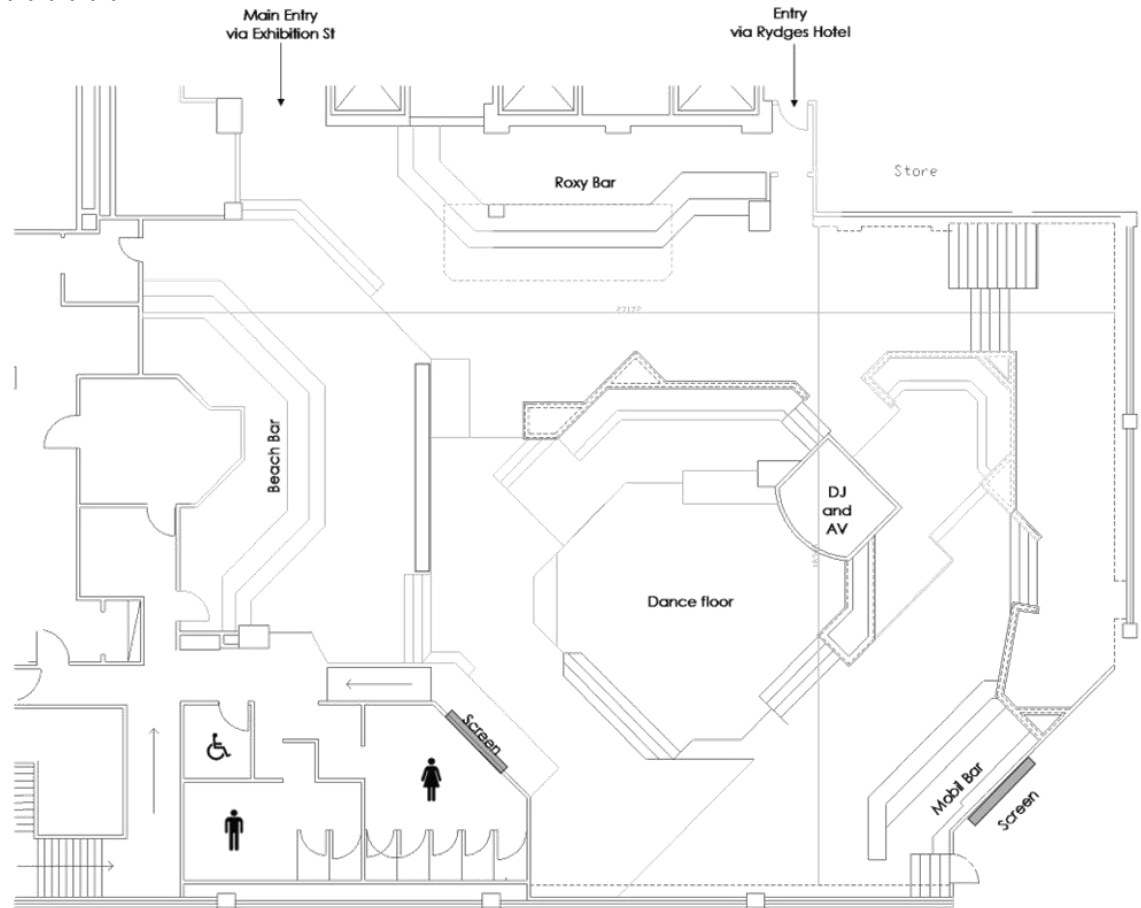 Main Entry
via Exhibition St
Entry
via Rydges Hotel
Roxy Bar
Store
27172
Beach Bar
DJ
and
AV
Dance floor
Screen
Mobil Bar
Screen